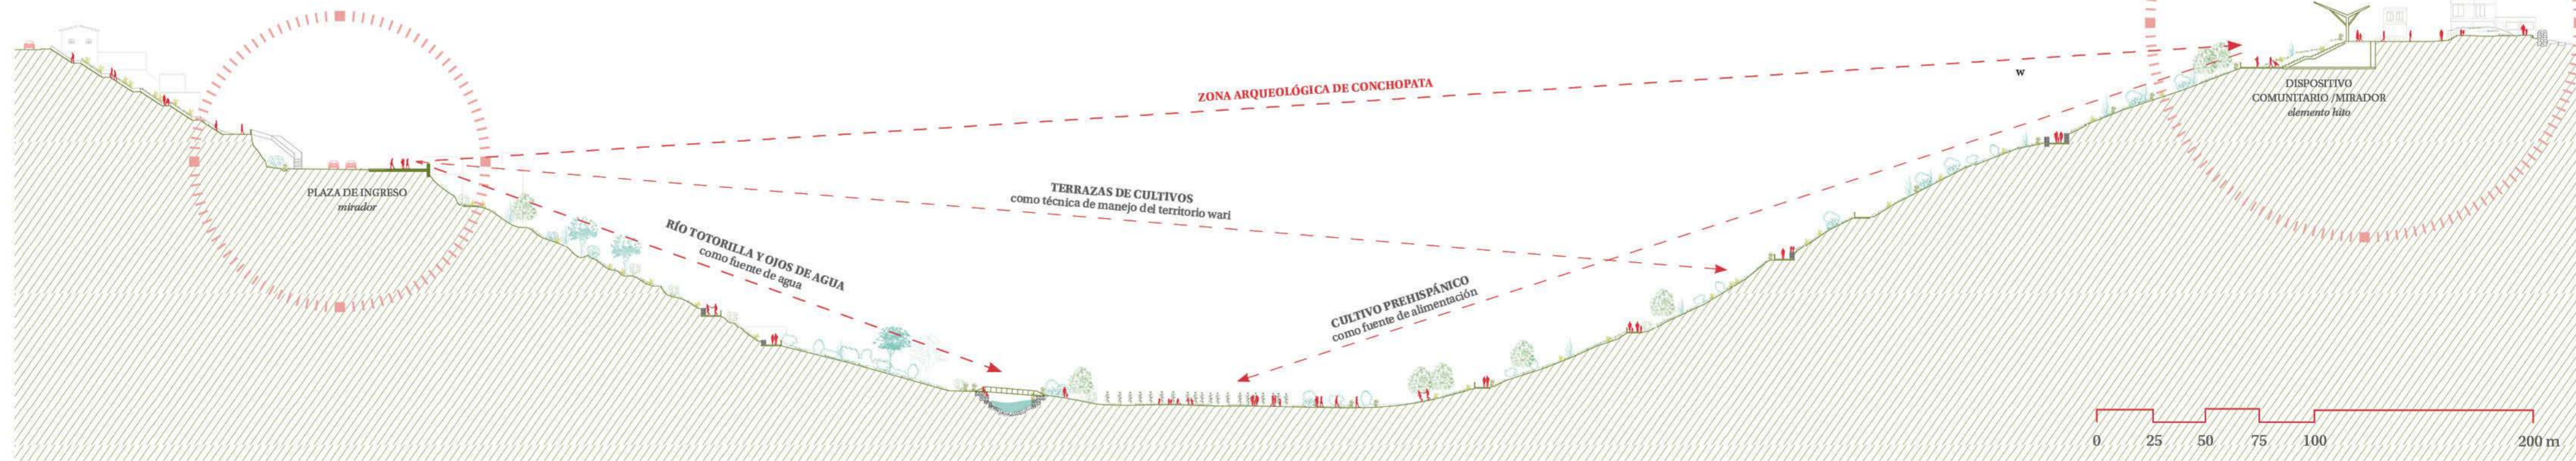 ZONA ARQUEOLÓGICA DE CONCHOPATA
w
DISPOSITIVO
COMUNITARIO /MIRADOR
elemento hito
PLAZA DE INGRESO
mirador
TERRAZAS DE CULTIVOS
como técnica de manejo del territorio wari
RÍO TOTORILLA Y OJOS DE AGUA
como fuente de agua
CULTIVO PREHISPÁNICO
como fuente de alimentación
0 25 50 75 100 200 m